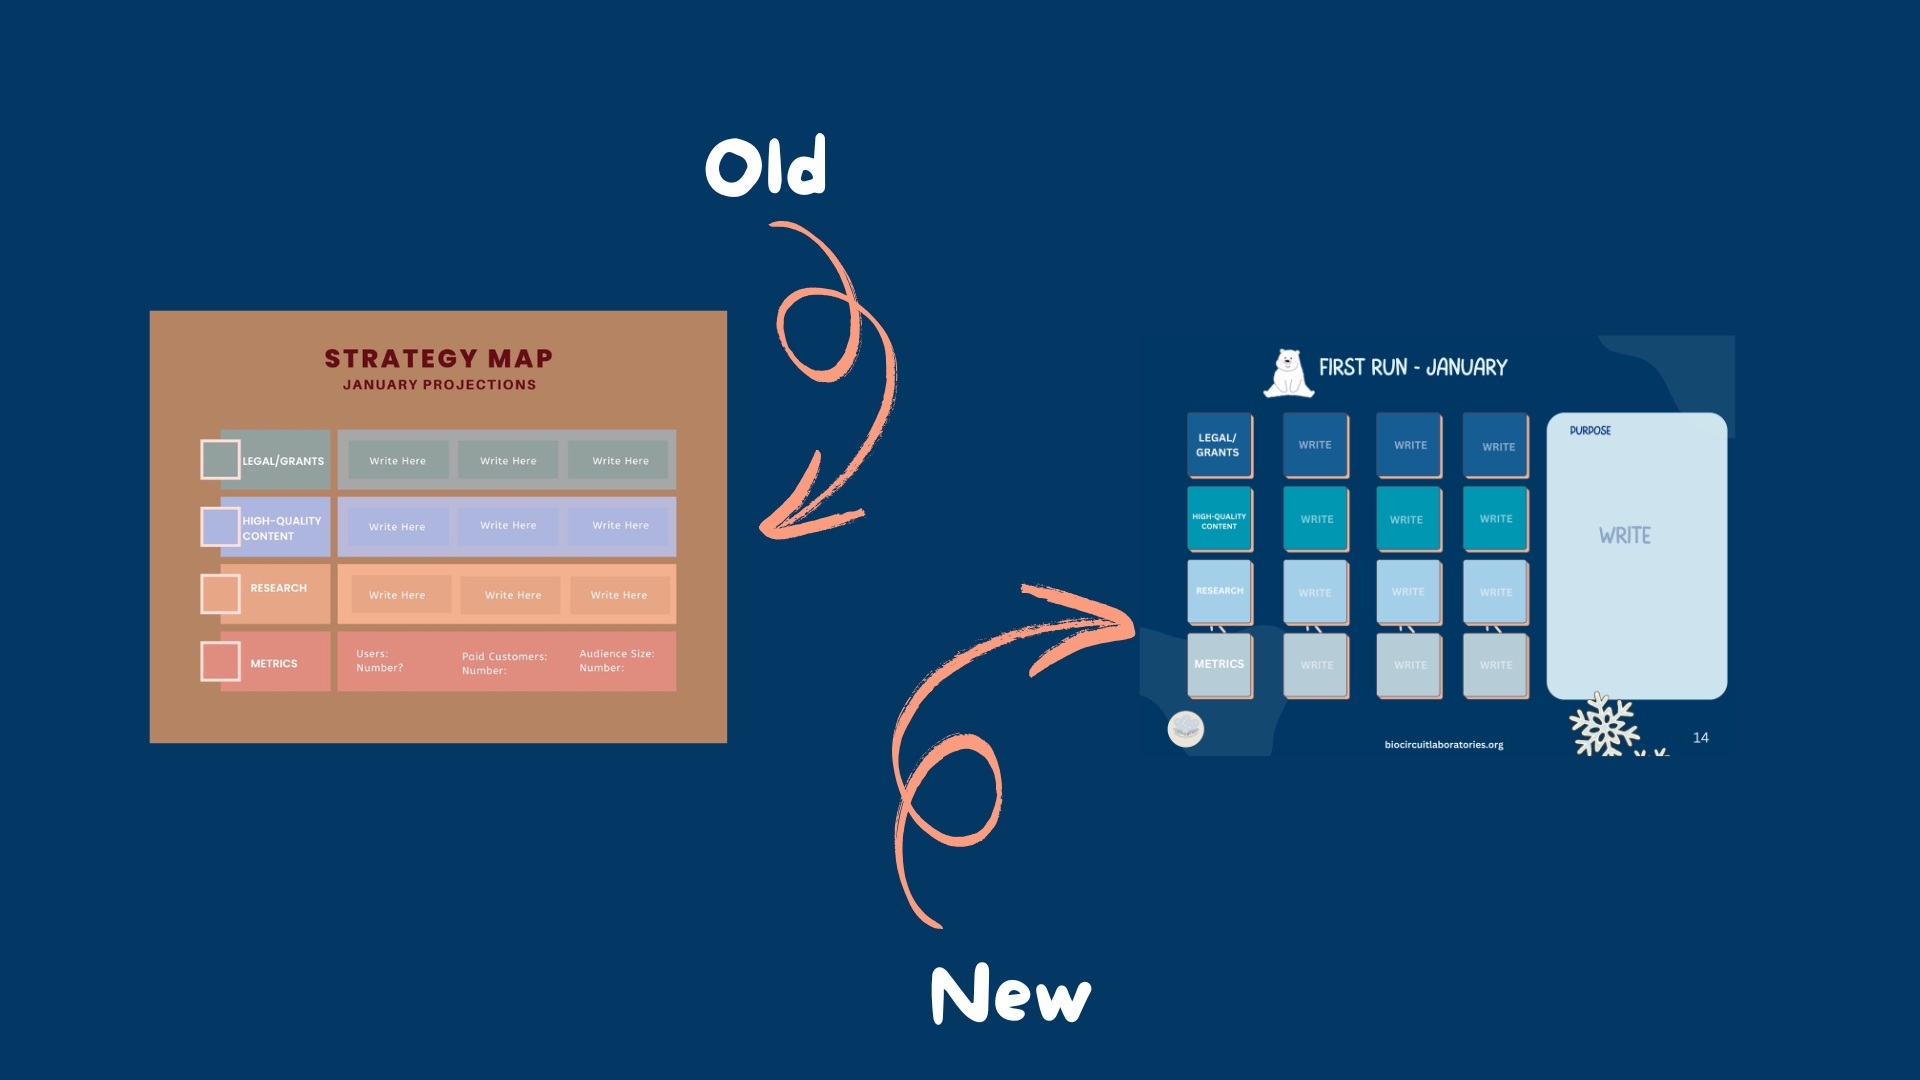 Old
STRATEGY MAP
JANUARY PROJECTIONS
LEGAL/GRANTS
Write Here
Write Here
Write Here
HIGH-QUALITY
CONTENT
Write Here
Write Here
Write Here
RESEARCH
Write Here
Write Here
Write Here
METRICS
Users:
Number?
Paid Customers:
Number:
Audience Size:
Number:
FIRST RUN - JANUARY
LEGAL/
GRANTS
WRITE
WRITE
WRITE
HIGH-QUALITY
CONTENT
WRITE
WRITE
WRITE
RESEARCH
WRITE
WRITE
WRITE
METRICS
WRITE
WRITE
WRITE
PURPOSE
WRITE
biocircuitlaboratories.org
14
New